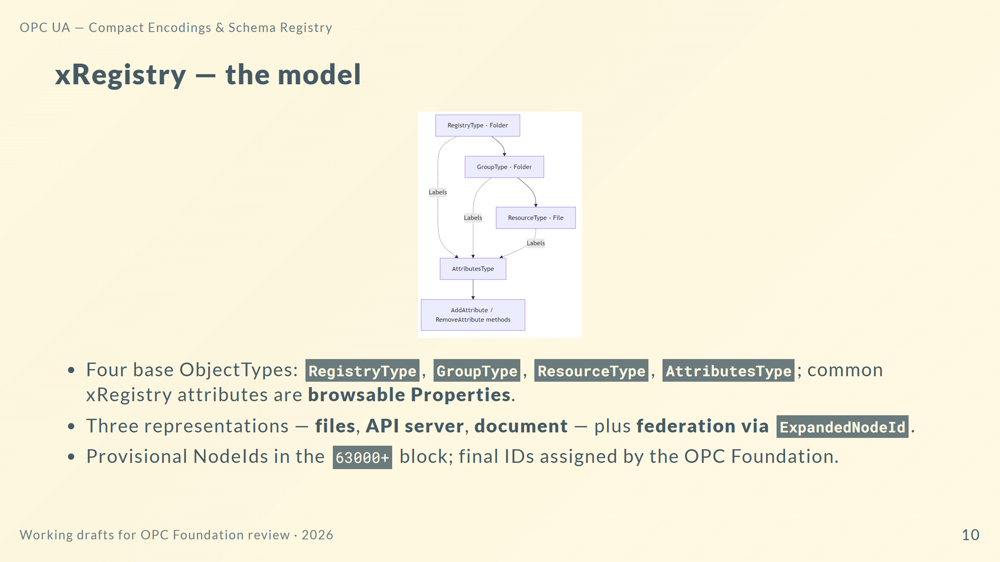 OPC UA — Compact Encodings & Schema Registry
xRegistry — the model
RegistryType - Folder
GroupType - Folder
Labels
Labels
ResourceType - File
Labels
AttributesType
AddAttribute /
RemoveAttribute methods
• Four base ObjectTypes: RegistryType, GroupType, ResourceType, AttributesType; common
xRegistry attributes are browsable Properties.
• Three representations — files, API server, document — plus federation via ExpandedNodeId.
• Provisional NodeIds in the 63000+ block; final IDs assigned by the OPC Foundation.
Working drafts for OPC Foundation review · 2026
10